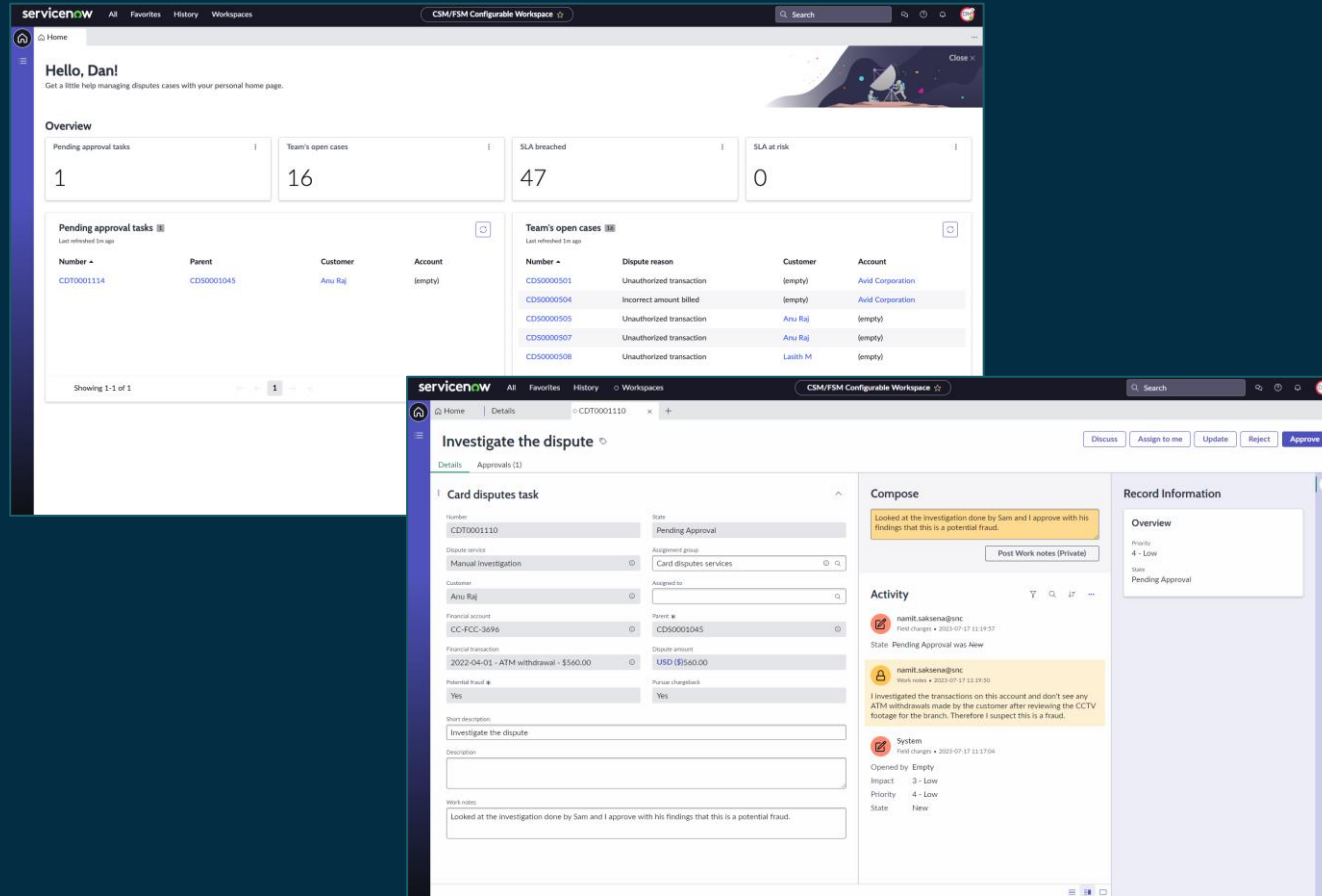 servicenow All Favorites History Workspaces CSM/FSM Configurable Workspace Search
Home
Close ×
Hello, Dan!
Get a little help managing disputes cases with your personal home page.
Overview
Pending approval tasks
1
Team's open cases
16
SLA breached
47
SLA at risk
0
Pending approval tasks 1
Last refreshed 1m ago
Number Parent Customer Account
CDT0001114 CDS0001045 Anu Raj (empty)
Showing 1-1 of 1
1
Team's open cases 16
Last refreshed 1m ago
Number Dispute reason Customer Account
CDS0000501 Unauthorized transaction (empty) Avid Corporation
CDS0000504 Incorrect amount billed (empty) Avid Corporation
CDS0000505 Unauthorized transaction Anu Raj (empty)
CDS0000507 Unauthorized transaction Anu Raj (empty)
CDS0000508 Unauthorized transaction Lasith M (empty)
servicenow All Favorites History Workspaces CSM/FSM Configurable Workspace Search
Home Details CDT0001110 × +
Investigate the dispute
Discuss Assign to me Update Reject Approve
Details Approvals (1)
Card disputes task
Number
CDT0001110
State
Pending Approval
Dispute service
Manual investigation
Assignment group
Card disputes services
Customer
Anu Raj
Assigned to
Financial account
CC-FCC-3696
Parent
CDS0001045
Financial transaction
2022-04-01 - ATM withdrawal - $560.00
Dispute amount
USD ($)560.00
Potential fraud
Yes
Pursue chargeback
Yes
Short description
Investigate the dispute
Description
Work notes
Looked at the investigation done by Sam and I approve with his findings that this is a potential fraud.
Compose
Looked at the investigation done by Sam and I approve with his
findings that this is a potential fraud.
Post Work notes (Private)
Activity
namit.saksena@snc
Field changes • 2023-07-17 11:19:57
State Pending Approval was New
namit.saksena@snc
Work notes • 2023-07-17 11:19:50
I investigated the transactions on this account and don't see any
ATM withdrawals made by the customer after reviewing the CCTV
footage for the branch. Therefore I suspect this is a fraud.
System
Field changes • 2023-07-17 11:17:04
Opened by Empty
Impact 3 - Low
Priority 4 - Low
State New
Record Information
Overview
Priority
4 - Low
State
Pending Approval